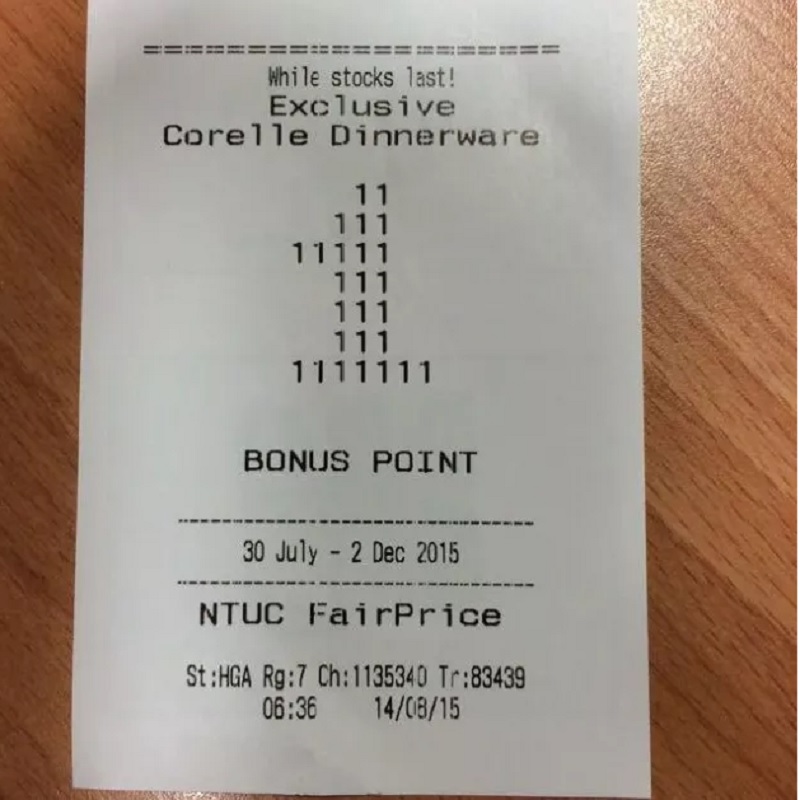 While stocks last!
Exclusive
Corelle Dinnerware
11
111
11111
111
111
111
1111111
BONUS POINT
30 July - 2 Dec 2015
NTUC FairPrice
St:HGA Rg:7 Ch:1135340 Tr:83439
06:36 14/08/15